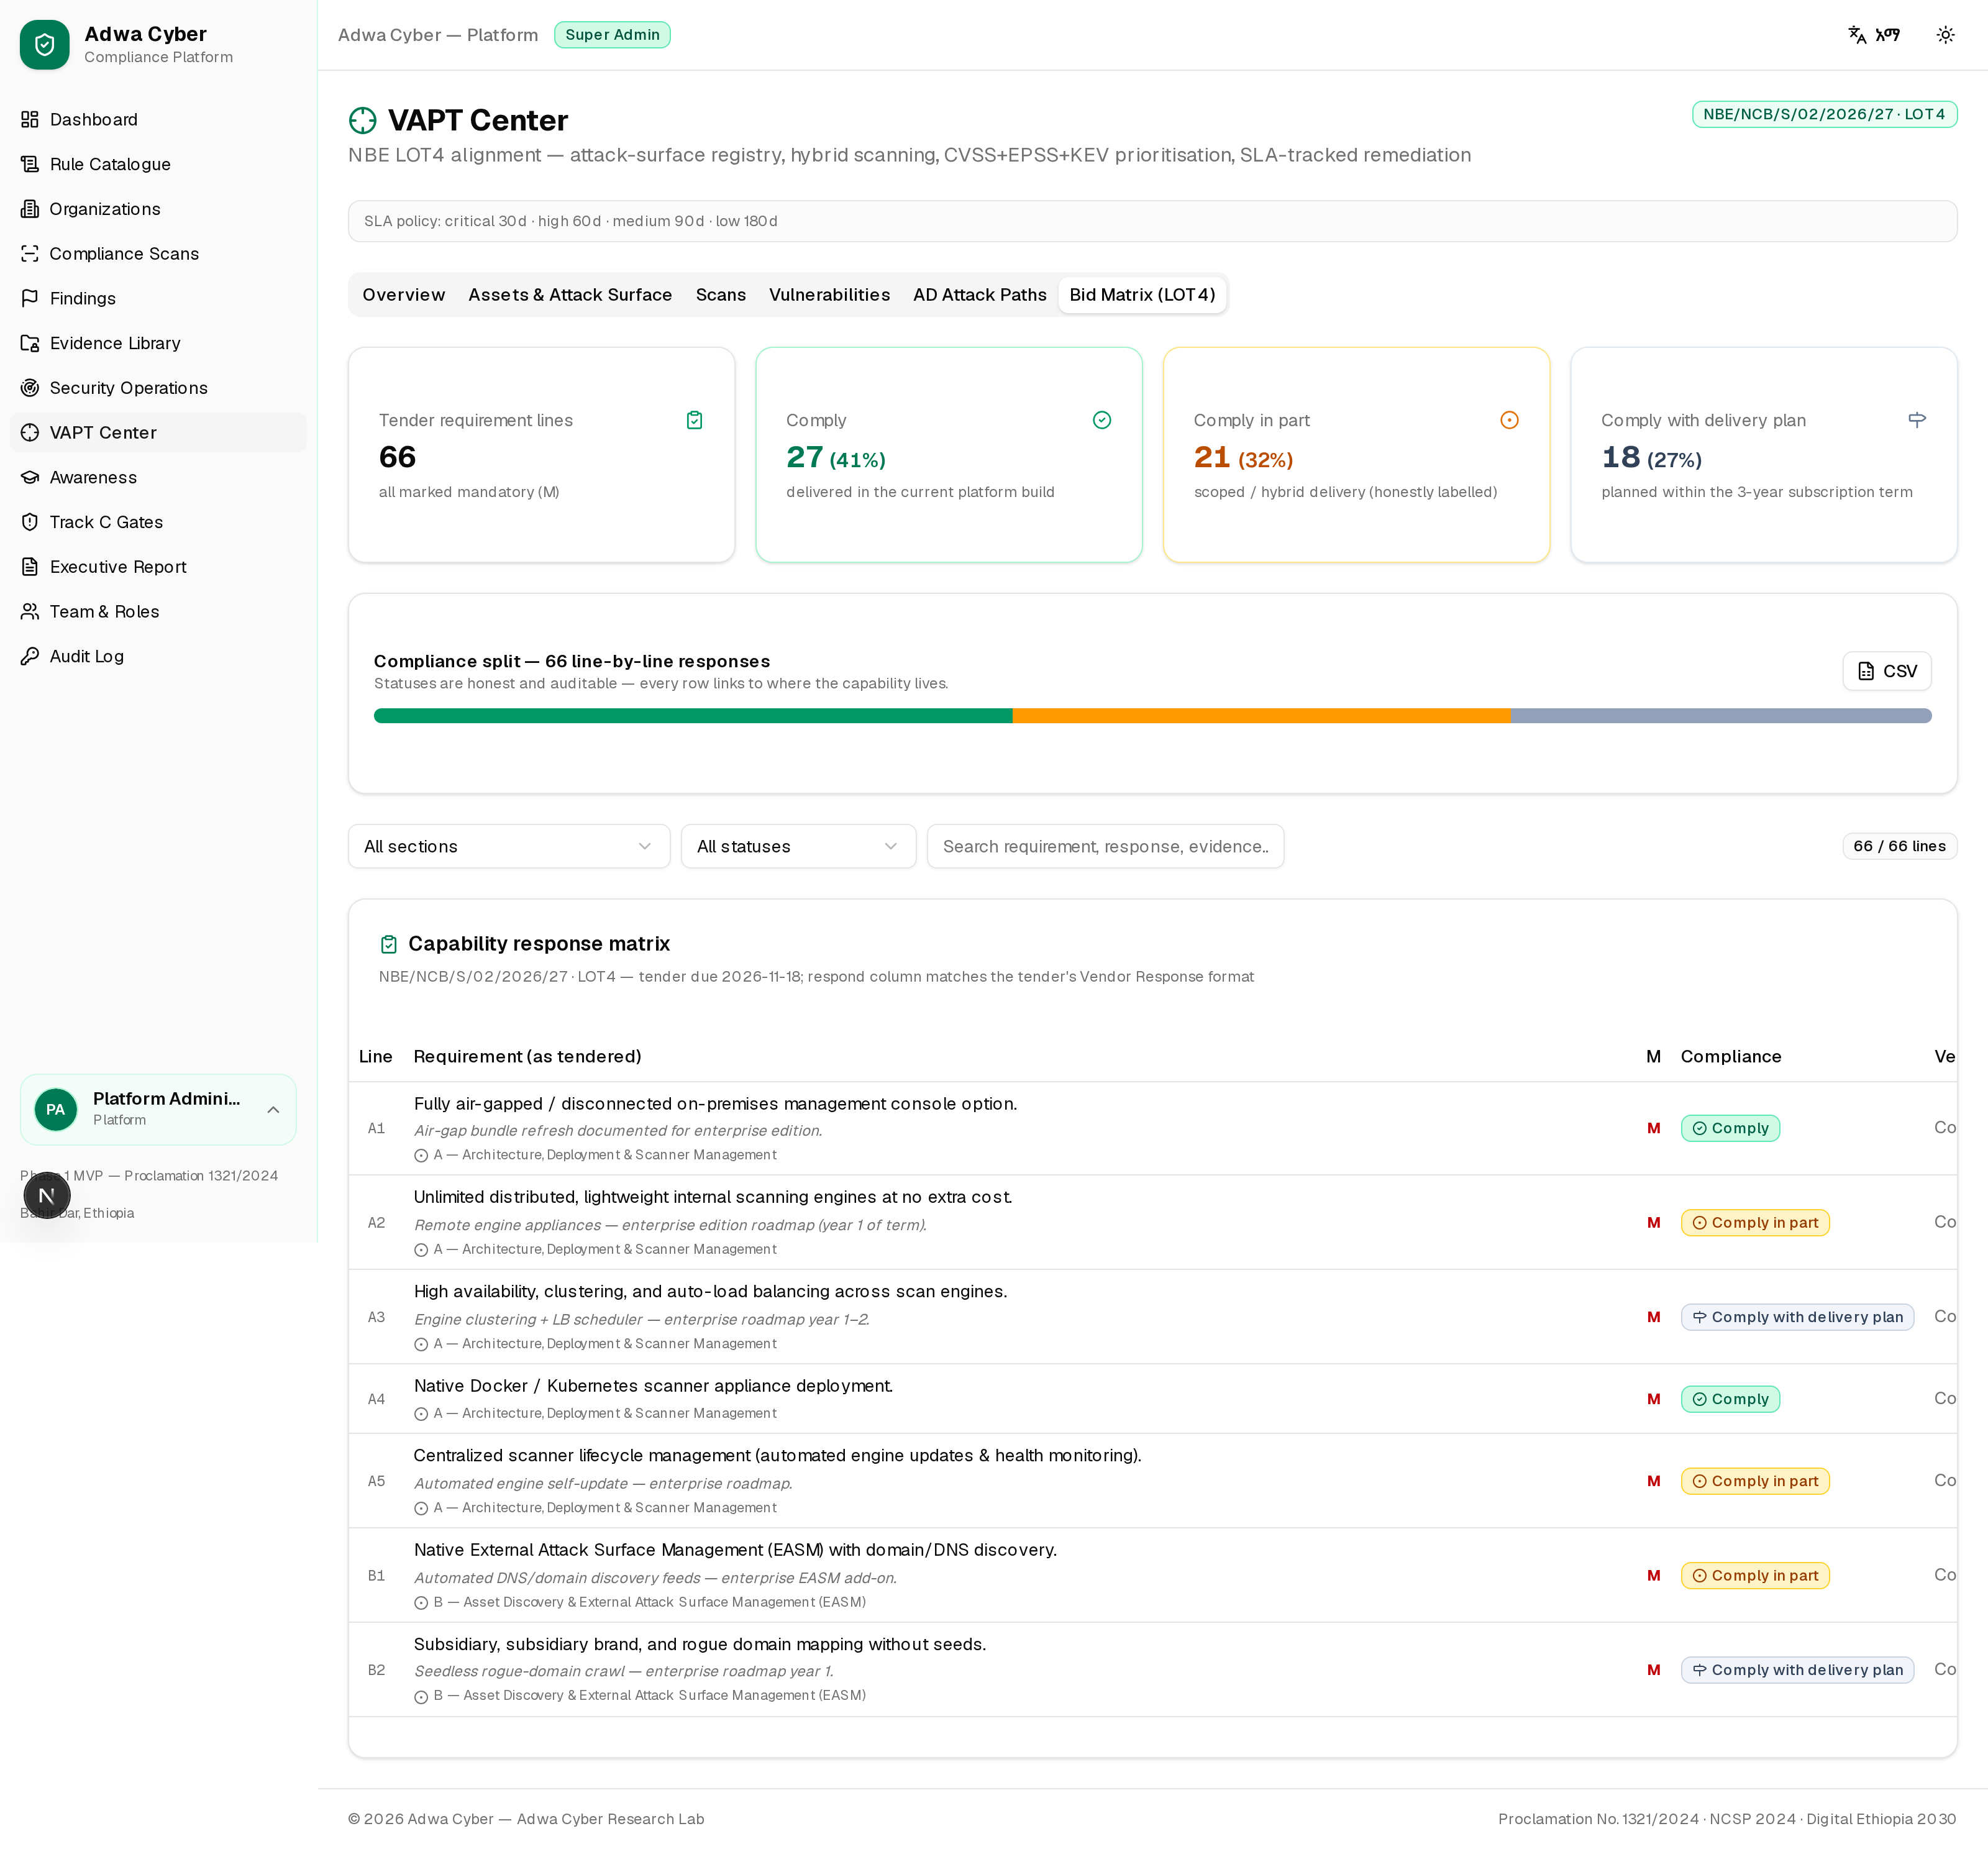 Adwa Cyber
Compliance Platform
Dashboard
Rule Catalogue
Organizations
Compliance Scans
Findings
Evidence Library
Security Operations
VAPT Center
Awareness
Track C Gates
Executive Report
Team & Roles
Audit Log
PA
Platform Admini...
Platform
Phase 1 MVP — Proclamation 1321/2024
N
Bahir Dar, Ethiopia
Adwa Cyber — Platform
Super Admin
አማ
VAPT Center
NBE/NCB/S/02/2026/27 · LOT4
NBE LOT4 alignment — attack-surface registry, hybrid scanning, CVSS+EPSS+KEV prioritisation, SLA-tracked remediation
SLA policy: critical 30d · high 60d · medium 90d · low 180d
Overview
Assets & Attack Surface
Scans
Vulnerabilities
AD Attack Paths
Bid Matrix (LOT4)
Tender requirement lines
66
all marked mandatory (M)
Comply
27 (41%)
delivered in the current platform build
Comply in part
21 (32%)
scoped / hybrid delivery (honestly labelled)
Comply with delivery plan
18 (27%)
planned within the 3-year subscription term
Compliance split — 66 line-by-line responses
Statuses are honest and auditable — every row links to where the capability lives.
CSV
All sections
All statuses
Search requirement, response, evidence..
66 / 66 lines
Capability response matrix
NBE/NCB/S/02/2026/27 · LOT4 — tender due 2026-11-18; respond column matches the tender's Vendor Response format
Line Requirement (as tendered) M Compliance Ve
A1 Fully air-gapped / disconnected on-premises management console option. M Comply Co
Air-gap bundle refresh documented for enterprise edition.
A — Architecture, Deployment & Scanner Management
A2 Unlimited distributed, lightweight internal scanning engines at no extra cost. M Comply in part Co
Remote engine appliances — enterprise edition roadmap (year 1 of term).
A — Architecture, Deployment & Scanner Management
A3 High availability, clustering, and auto-load balancing across scan engines. M Comply with delivery plan Co
Engine clustering + LB scheduler — enterprise roadmap year 1–2.
A — Architecture, Deployment & Scanner Management
A4 Native Docker / Kubernetes scanner appliance deployment. M Comply Co
A — Architecture, Deployment & Scanner Management
A5 Centralized scanner lifecycle management (automated engine updates & health monitoring). M Comply in part Co
Automated engine self-update — enterprise roadmap.
A — Architecture, Deployment & Scanner Management
B1 Native External Attack Surface Management (EASM) with domain/DNS discovery. M Comply in part Co
Automated DNS/domain discovery feeds — enterprise EASM add-on.
B — Asset Discovery & External Attack Surface Management (EASM)
B2 Subsidiary, subsidiary brand, and rogue domain mapping without seeds. M Comply with delivery plan Co
Seedless rogue-domain crawl — enterprise roadmap year 1.
B — Asset Discovery & External Attack Surface Management (EASM)
© 2026 Adwa Cyber — Adwa Cyber Research Lab
Proclamation No. 1321/2024 · NCSP 2024 · Digital Ethiopia 2030